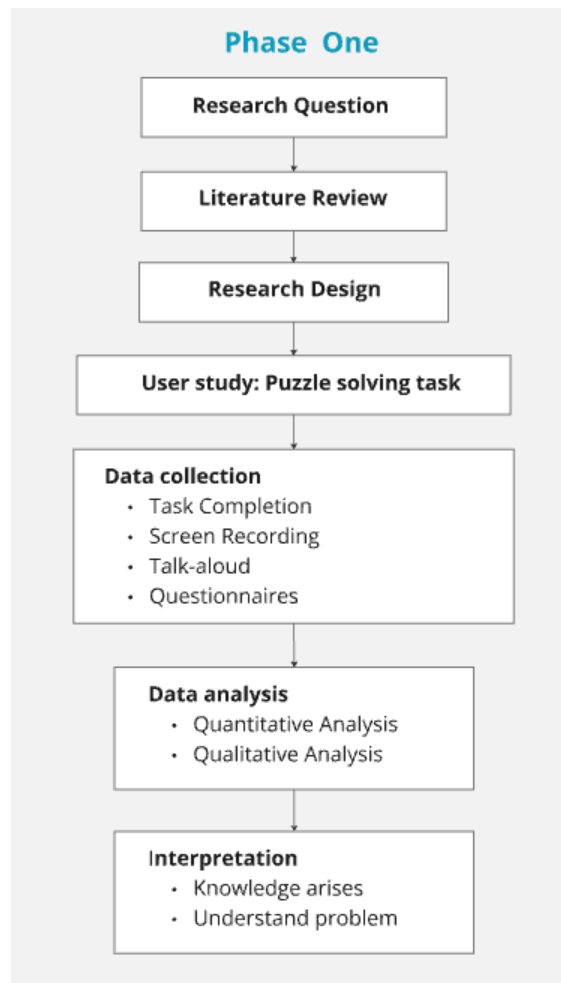 Phase One
Research Question
Literature Review
Research Design
User study: Puzzle solving task
Data collection
• Task Completion
• Screen Recording
• Talk-aloud
• Questionnaires
Data analysis
• Quantitative Analysis
• Qualitative Analysis
Interpretation
• Knowledge arises
• Understand problem